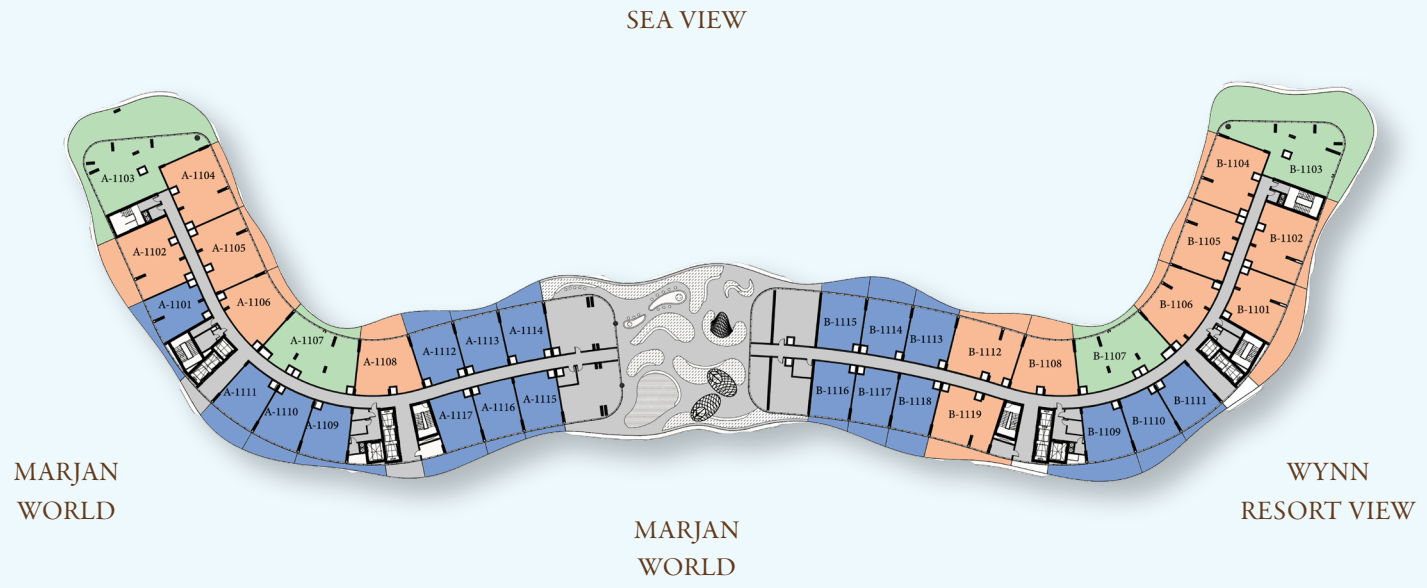 SEA VIEW
A-1103
A-1104
A-1102
A-1105
A-1101
A-1106
A-1107
A-1108
A-1112
A-1113
A-1114
A-1111
A-1110
A-1109
A-1117
A-1116
A-1115
B-1104
B-1103
B-1105
B-1102
B-1106
B-1101
B-1115
B-1114
B-1113
B-1112
B-1108
B-1107
B-1116
B-1117
B-1118
B-1119
B-1109
B-1110
B-1111
MARJAN
WORLD
MARJAN
WORLD
WYNN
RESORT VIEW